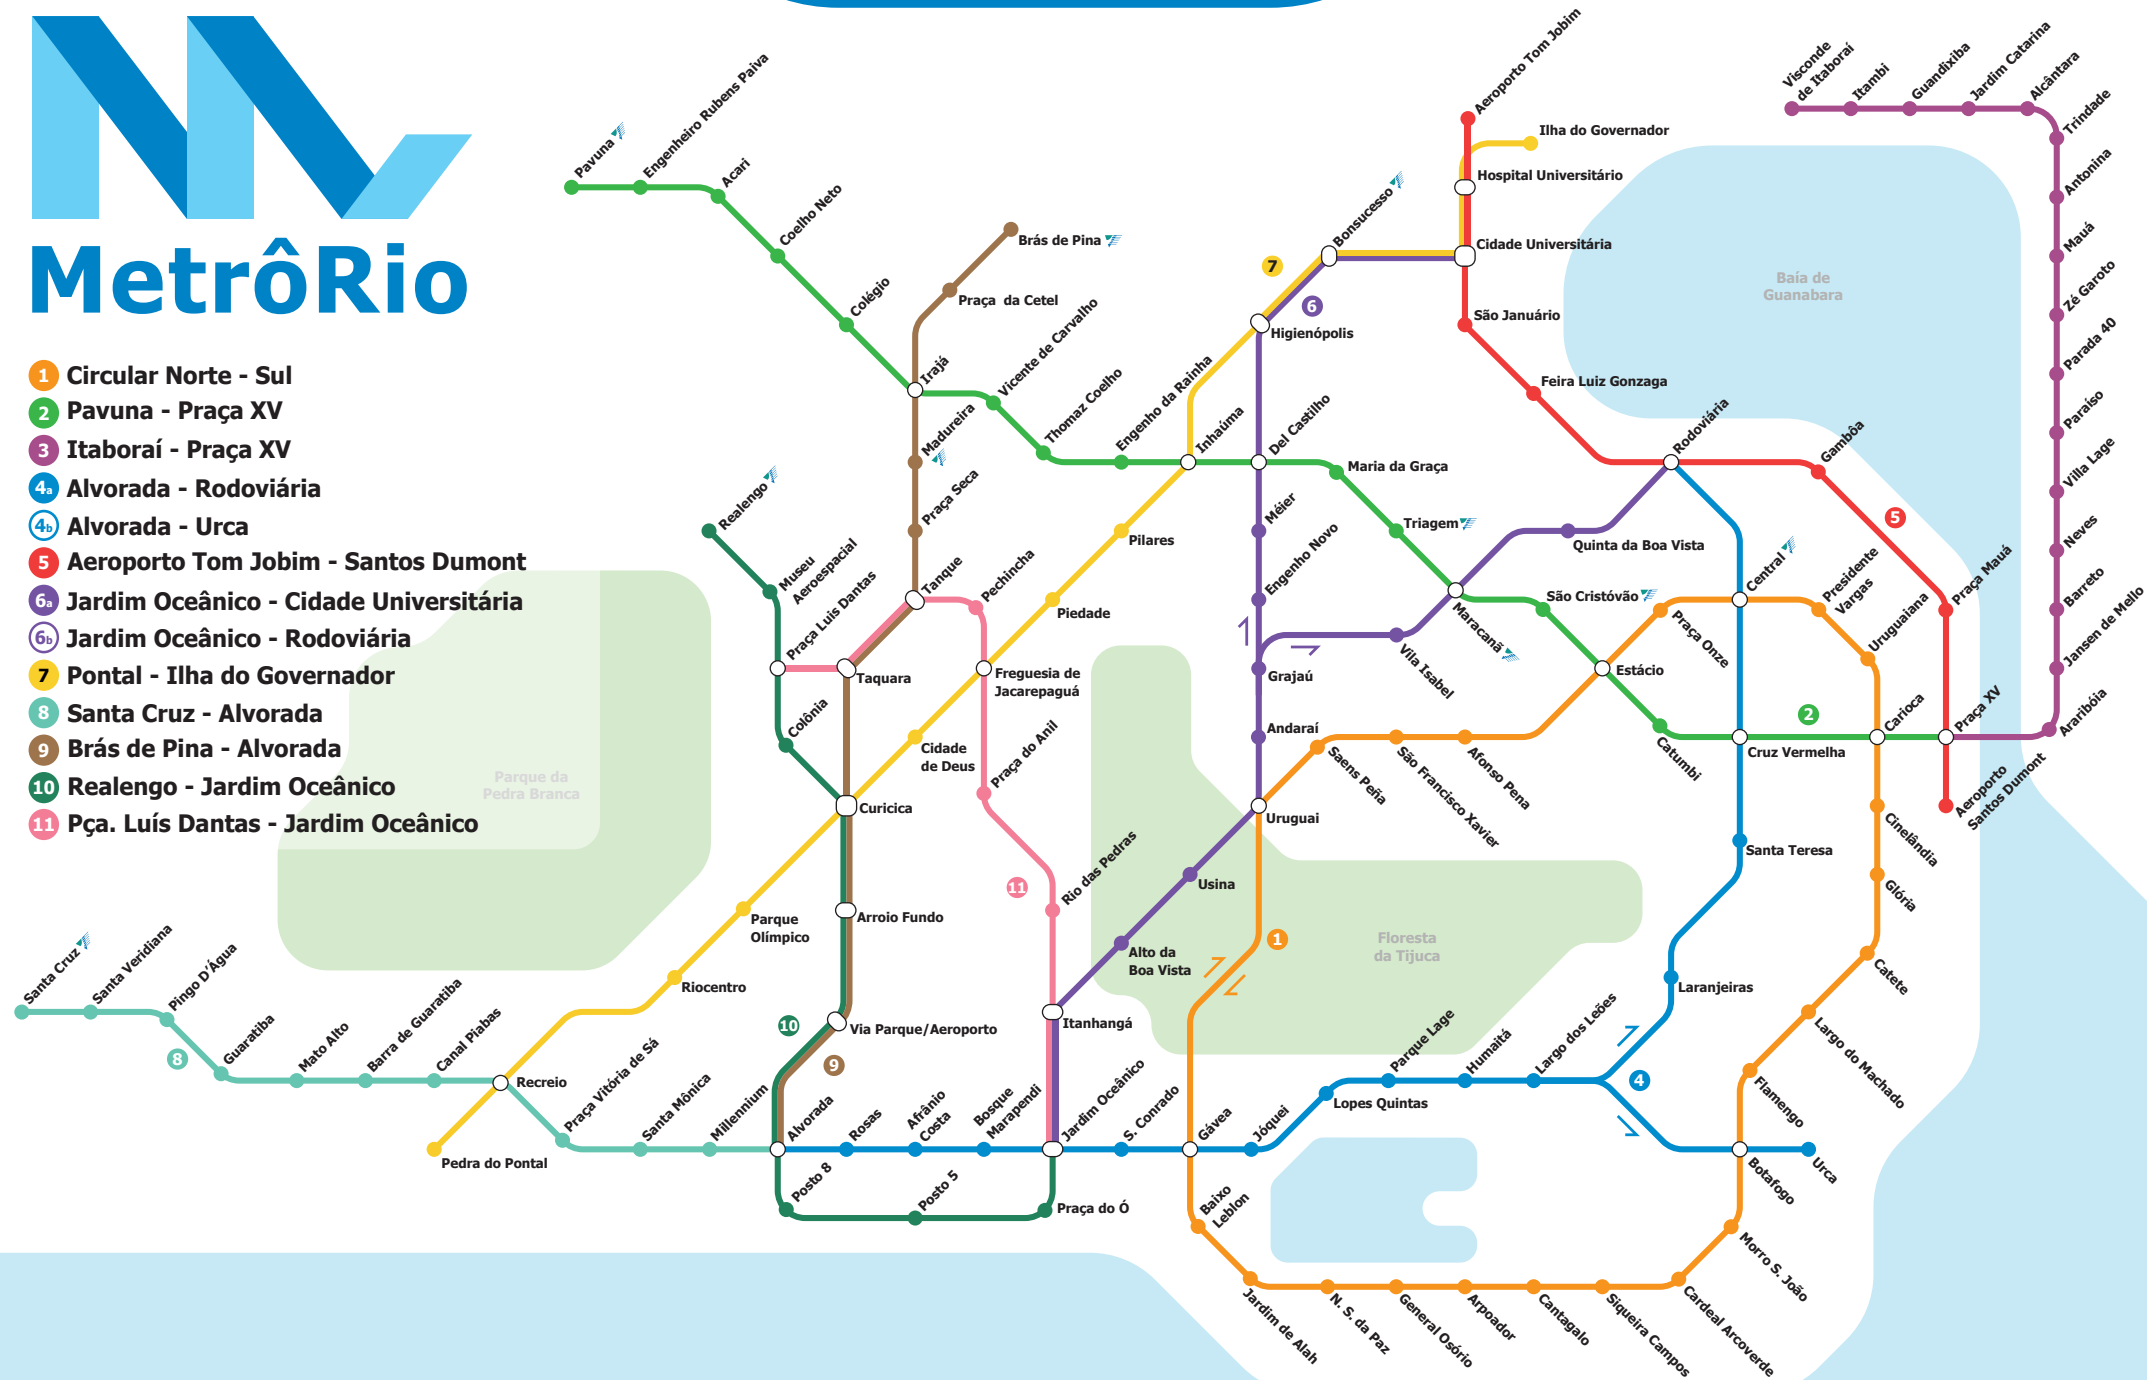 MetrôRio
1 Circular Norte - Sul
2 Pavuna - Praça XV
3 Itaboraí - Praça XV
4a Alvorada - Rodoviária
4b Alvorada - Urca
5 Aeroporto Tom Jobim - Santos Dumont
6a Jardim Oceânico - Cidade Universitária
6b Jardim Oceânico - Rodoviária
7 Pontal - Ilha do Governador
8 Santa Cruz - Alvorada
9 Brás de Pina - Alvorada
10 Realengo - Jardim Oceânico
11 Pça. Luís Dantas - Jardim Oceânico
Pavuna
Engenheiro Rubens Paiva
Acari
Coelho Neto
Colégio
Irajá
Vicente de Carvalho
Thomaz Coelho
Engenho da Rainha
Inhaúma
Del Castilho
Maria da Graça
Triagem
Maracanã
São Cristóvão
Estácio
Catumbi
Cruz Vermelha
2
Carioca
Praça XV
Brás de Pina
Praça da Cetel
Madureira
Praça Seca
Tanque
Pechincha
Realengo
Museu
Aeroespacial
Praça Luis Dantas
Taquara
Colônia
Curicica
Freguesia de
Jacarepaguá
Cidade
de Deus
Praça do Anil
Piedade
Pilares
Parque
Olímpico
Riocentro
Arroio Fundo
Via Parque/Aeroporto
10
9
11
Rio das Pedras
Itanhangá
Alto da
Boa Vista
Usina
Uruguai
Andaraí
Grajaú
Engenho Novo
Méier
Higienópolis
7
6
Bonsucesso
Aeroporto Tom Jobim
Ilha do Governador
Hospital Universitário
Cidade Universitária
São Januário
Feira Luiz Gonzaga
Rodoviária
Gambôa
5
Praça Mauá
Aeroporto
Santos Dumont
Quinta da Boa Vista
Vila Isabel
Praça Onze
Central
Presidente
Vargas
Uruguaiana
Cinelândia
Glória
Catete
Largo do Machado
Flamengo
Botafogo
Urca
Morro S. João
Cardeal Arcoverde
Siqueira Campos
Cantagalo
Arpoador
General Osório
N. S. da Paz
Jardim de Alah
Baixo
Leblon
Gávea
1
Saens Peña
São Francisco Xavier
Afonso Pena
Santa Teresa
Laranjeiras
4
Largo dos Leões
Humaitá
Parque Lage
Lopes Quintas
Jóquei
S. Conrado
Jardim Oceânico
Bosque
Marapendi
Afrânio
Costa
Rosas
Alvorada
Posto 8
Posto 5
Praça do Ó
Millennium
Santa Mônica
Praça Vitória de Sá
Recreio
Pedra do Pontal
Canal Piabas
Barra de Guaratiba
Mato Alto
Guaratiba
8
Pingo D'Água
Santa Veridiana
Santa Cruz
Visconde
de Itaboraí
Itambi
Guandixiba
Jardim Catarina
Alcântara
Trindade
Antonina
Mauá
Zé Garoto
Parada 40
Paraíso
Villa Lage
Neves
Barreto
Jansen de Mello
Araribóia
Baía de
Guanabara
Parque da
Pedra Branca
Floresta
da Tijuca